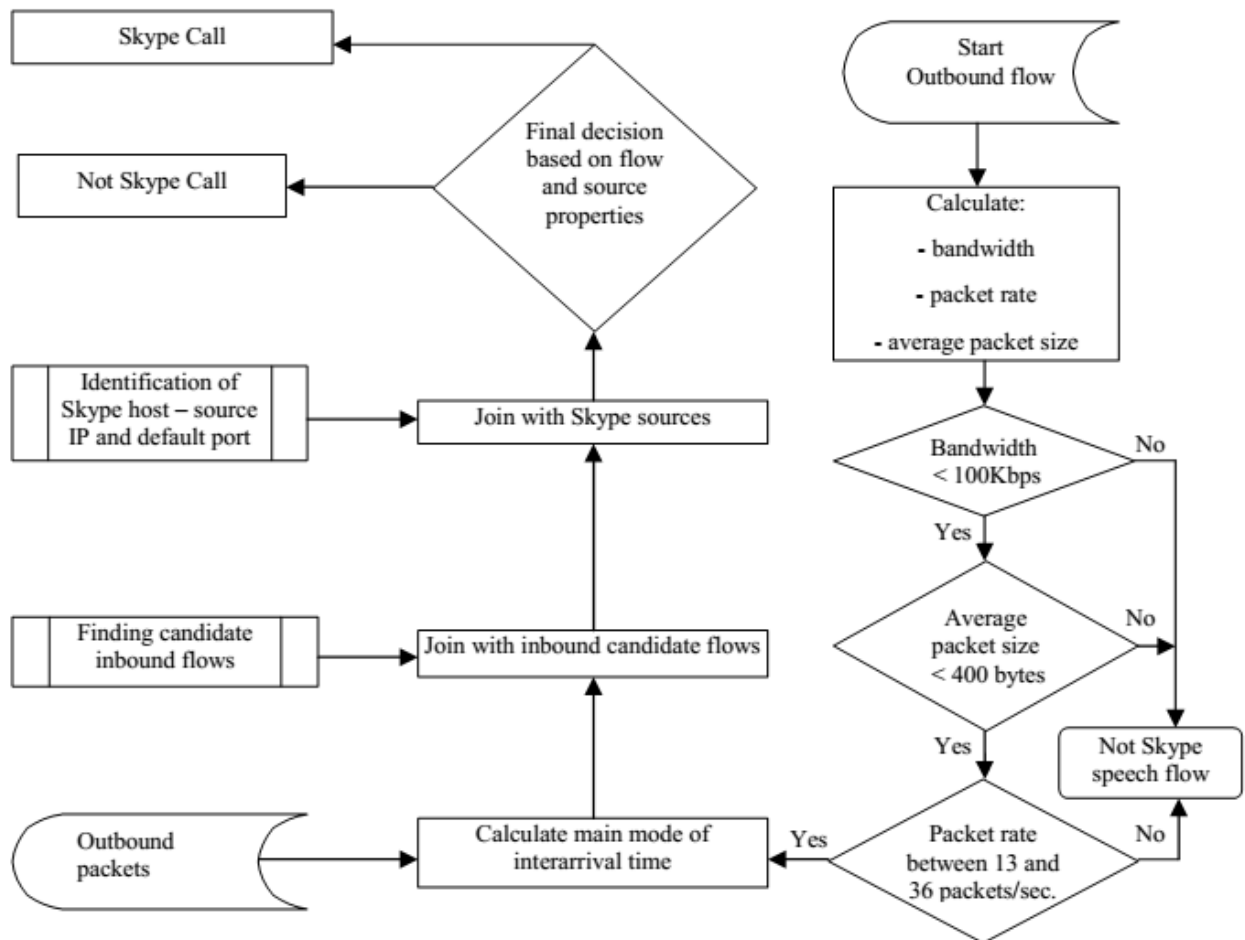 Skype Call
Not Skype Call
Final decision
based on flow
and source
properties
Start
Outbound flow
Calculate:
- bandwidth
- packet rate
- average packet size
Identification of
Skype host – source
IP and default port
Join with Skype sources
Bandwidth
< 100Kbps
No
Yes
Finding candidate
inbound flows
Join with inbound candidate flows
Average
packet size
< 400 bytes
No
Yes
Not Skype
speech flow
Outbound
packets
Calculate main mode of
interarrival time
Yes
Packet rate
between 13 and
36 packets/sec.
No